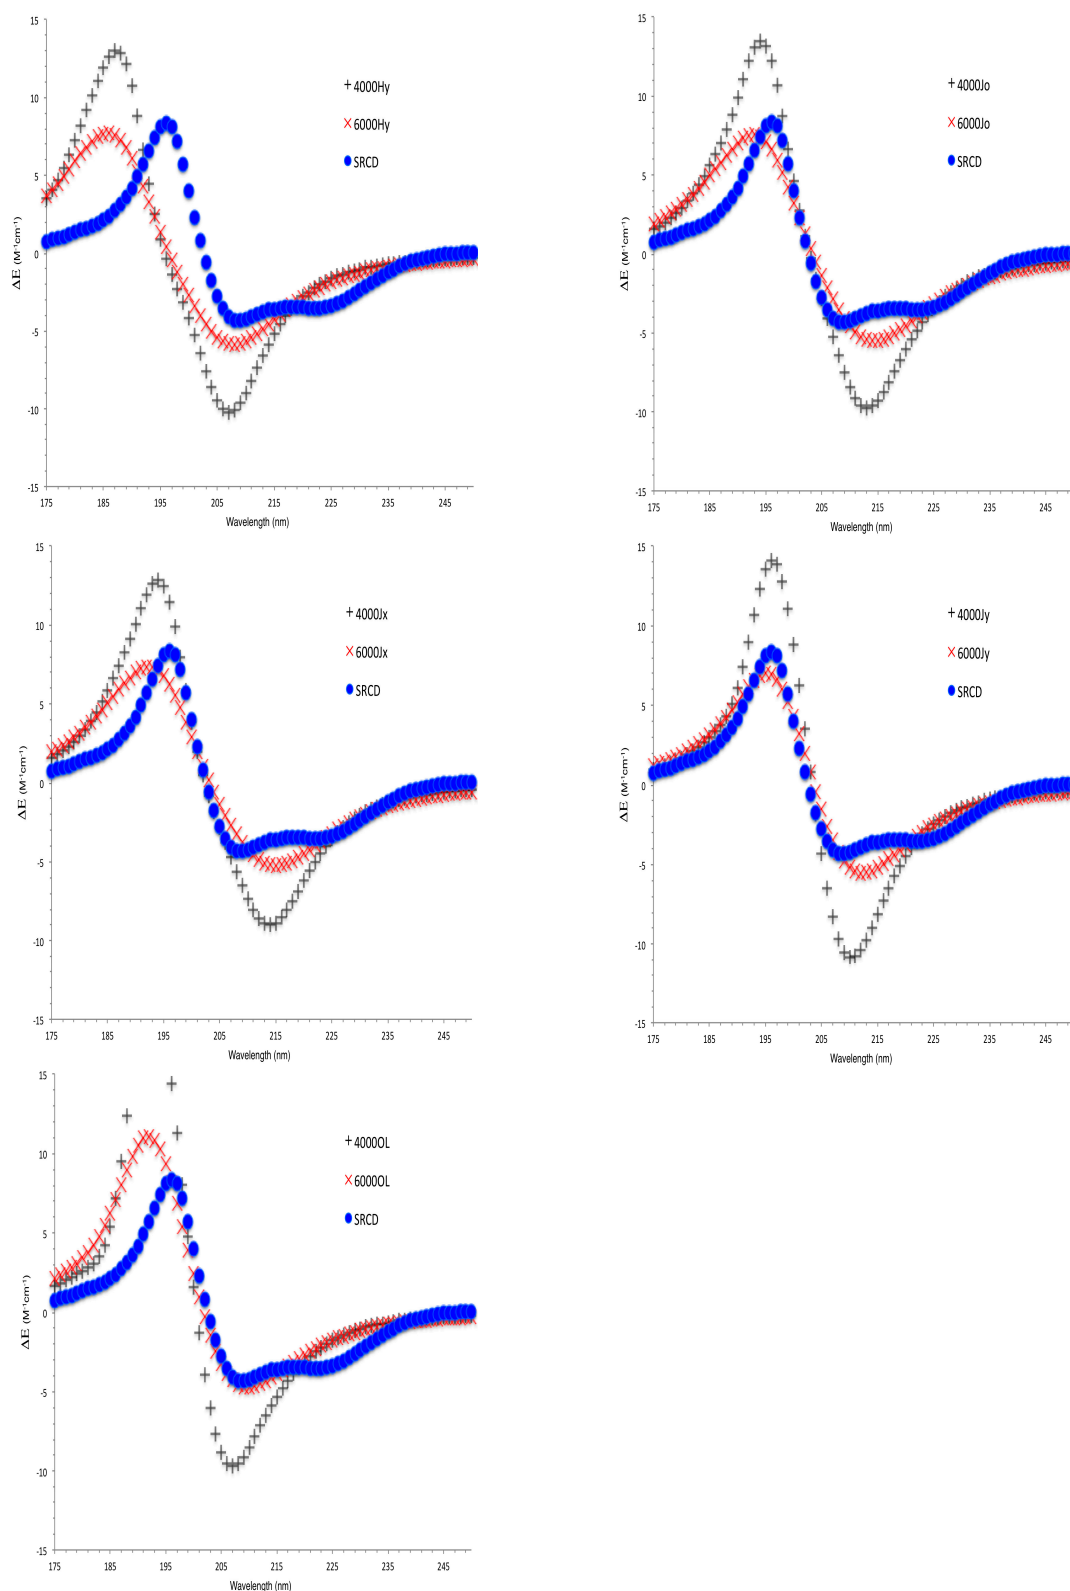 15
10
5
0
-5
-10
-15
ΔE (M⁻¹cm⁻¹)
175 185 195 205 215 225 235 245
Wavelength (nm)
4000Hy
6000Hy
SRCD
15
10
5
0
-5
-10
-15
ΔE (M⁻¹cm⁻¹)
175 185 195 205 215 225 235 245
Wavelength (nm)
4000Jo
6000Jo
SRCD
15
10
5
0
-5
-10
-15
ΔE (M⁻¹cm⁻¹)
175 185 195 205 215 225 235 245
Wavelength (nm)
4000Jx
6000Jx
SRCD
15
10
5
0
-5
-10
-15
ΔE (M⁻¹cm⁻¹)
175 185 195 205 215 225 235 245
Wavelength (nm)
4000Jy
6000Jy
SRCD
15
10
5
0
-5
-10
-15
ΔE (M⁻¹cm⁻¹)
175 185 195 205 215 225 235 245
Wavelength (nm)
4000OL
6000OL
SRCD